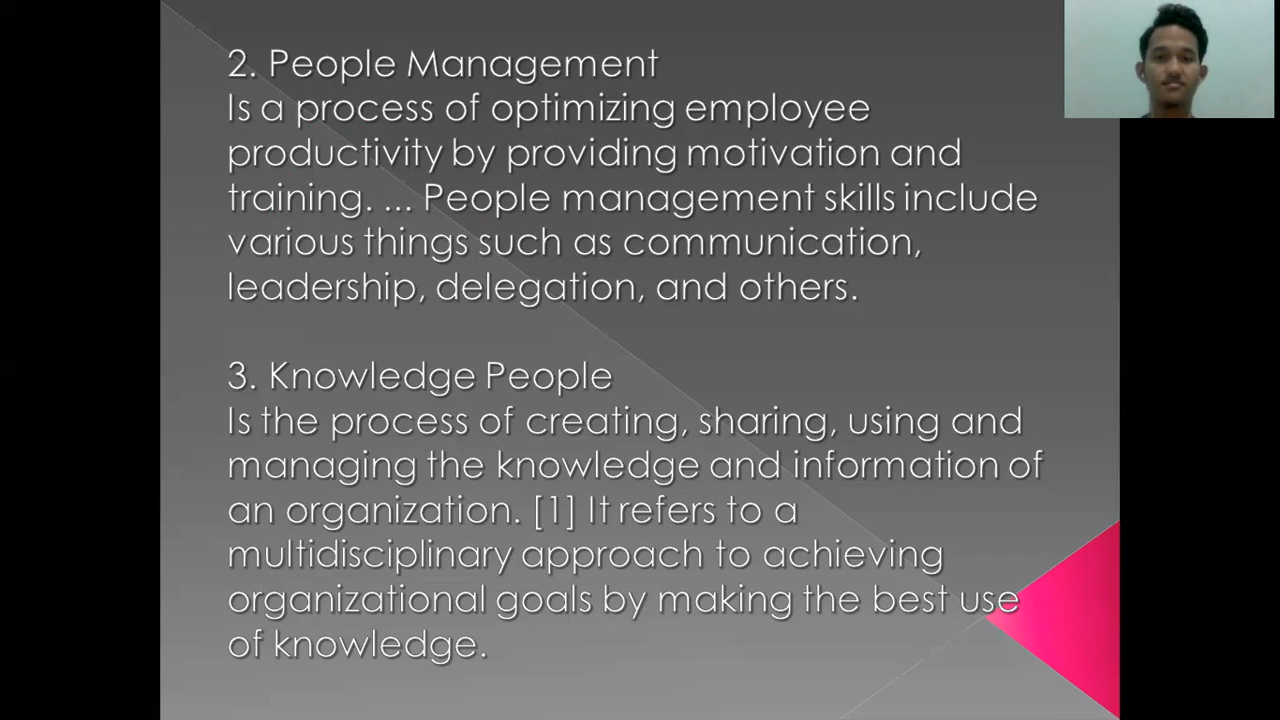 2. People Management
Is a process of optimizing employee
productivity by providing motivation and
training. ... People management skills include
various things such as communication,
leadership, delegation, and others.
3. Knowledge People
Is the process of creating, sharing, using and
managing the knowledge and information of
an organization. [1] It refers to a
multidisciplinary approach to achieving
organizational goals by making the best use
of knowledge.